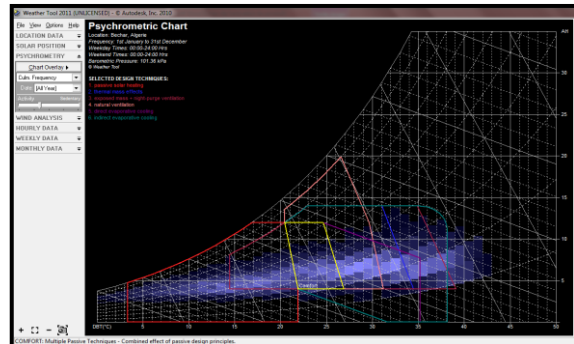 Weather Tool 2011 (UNLICENSED) - © Autodesk, Inc. 2010.
File View Options Help
LOCATION DATA
SOLAR POSITION
PSYCHROMETRY
Chart Overlay
Culm Frequency
Date: [All Year]
Activity: Sedentary
WIND ANALYSIS
HOURLY DATA
WEEKLY DATA
MONTHLY DATA
Psychrometric Chart
Location: Bechar, Algerie
Frequency: 1st January to 31st December
Weekday Times: 00:00-24:00 Hrs
Weekend Times: 00:00-24:00 Hrs
Barometric Pressure: 101.36 kPa
© Weather Tool
SELECTED DESIGN TECHNIQUES:
1. passive solar heating
2. thermal mass effects
3. exposed mass + night-purge ventilation
4. natural ventilation
5. direct evaporative cooling
6. indirect evaporative cooling
AH
30
25
20
15
10
5
Comfort
DBT(°C) 5 10 15 20 25 30 35 40 45 50
COMFORT: Multiple Passive Techniques - Combined effect of passive design principles.